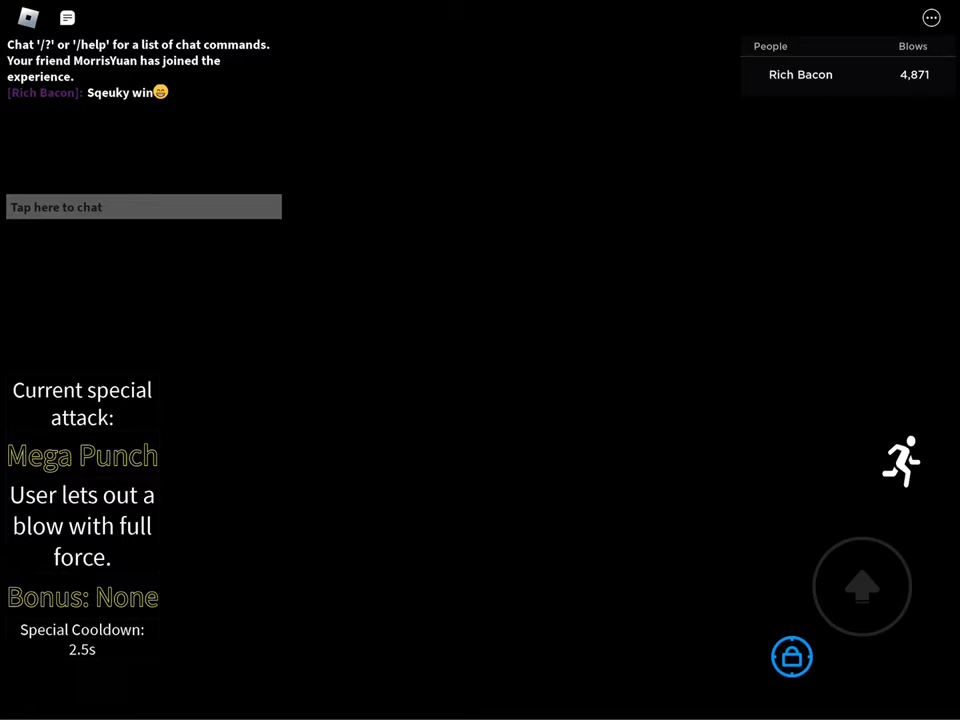 Chat '/?' or '/help' for a list of chat commands.
Your friend MorrisYuan has joined the
experience.
[Rich Bacon]: Sqeuky win😄
People Blows
Rich Bacon 4,871
Tap here to chat
Current special
attack:
Mega Punch
User lets out a
blow with full
force.
Bonus: None
Special Cooldown:
2.5s